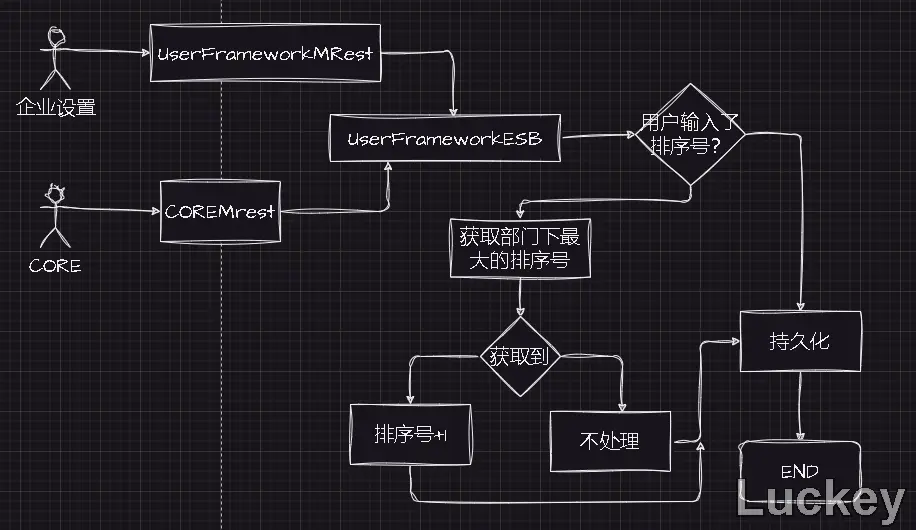 UserFrameworkMRest
企业设置
UserFrameworkESB
用户输入了
排序号?
COREMrest
CORE
获取部门下最
大的排序号
获取到
持久化
排序号+1
不处理
END
Luckey